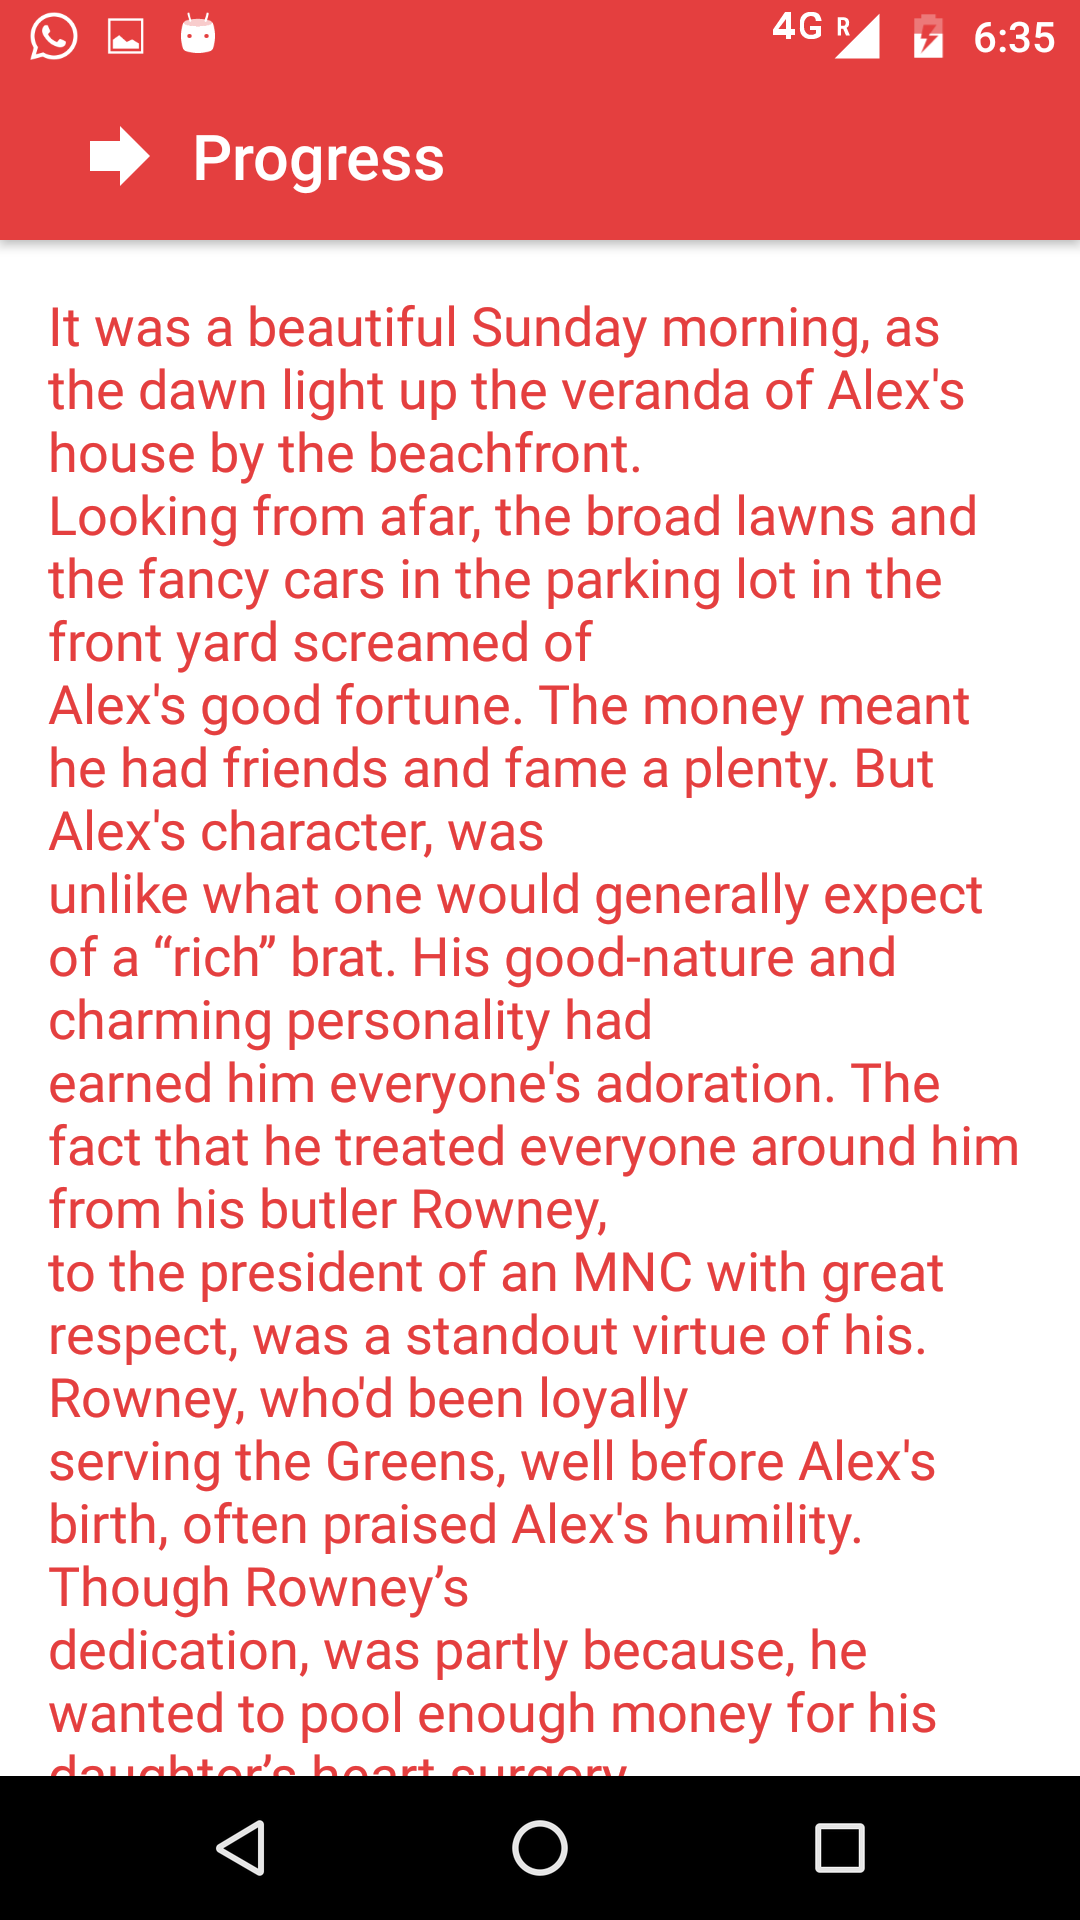 4G R 6:35
Progress
It was a beautiful Sunday morning, as
the dawn light up the veranda of Alex's
house by the beachfront.
Looking from afar, the broad lawns and
the fancy cars in the parking lot in the
front yard screamed of
Alex's good fortune. The money meant
he had friends and fame a plenty. But
Alex's character, was
unlike what one would generally expect
of a “rich” brat. His good-nature and
charming personality had
earned him everyone's adoration. The
fact that he treated everyone around him
from his butler Rowney,
to the president of an MNC with great
respect, was a standout virtue of his.
Rowney, who'd been loyally
serving the Greens, well before Alex's
birth, often praised Alex's humility.
Though Rowney’s
dedication, was partly because, he
wanted to pool enough money for his
daughter’s heart surgery